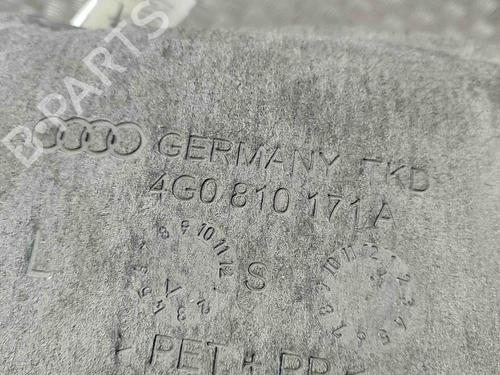 B-PARTS
GERMANY TKD
4G0 810 171 A
L
S
> PET + PP <